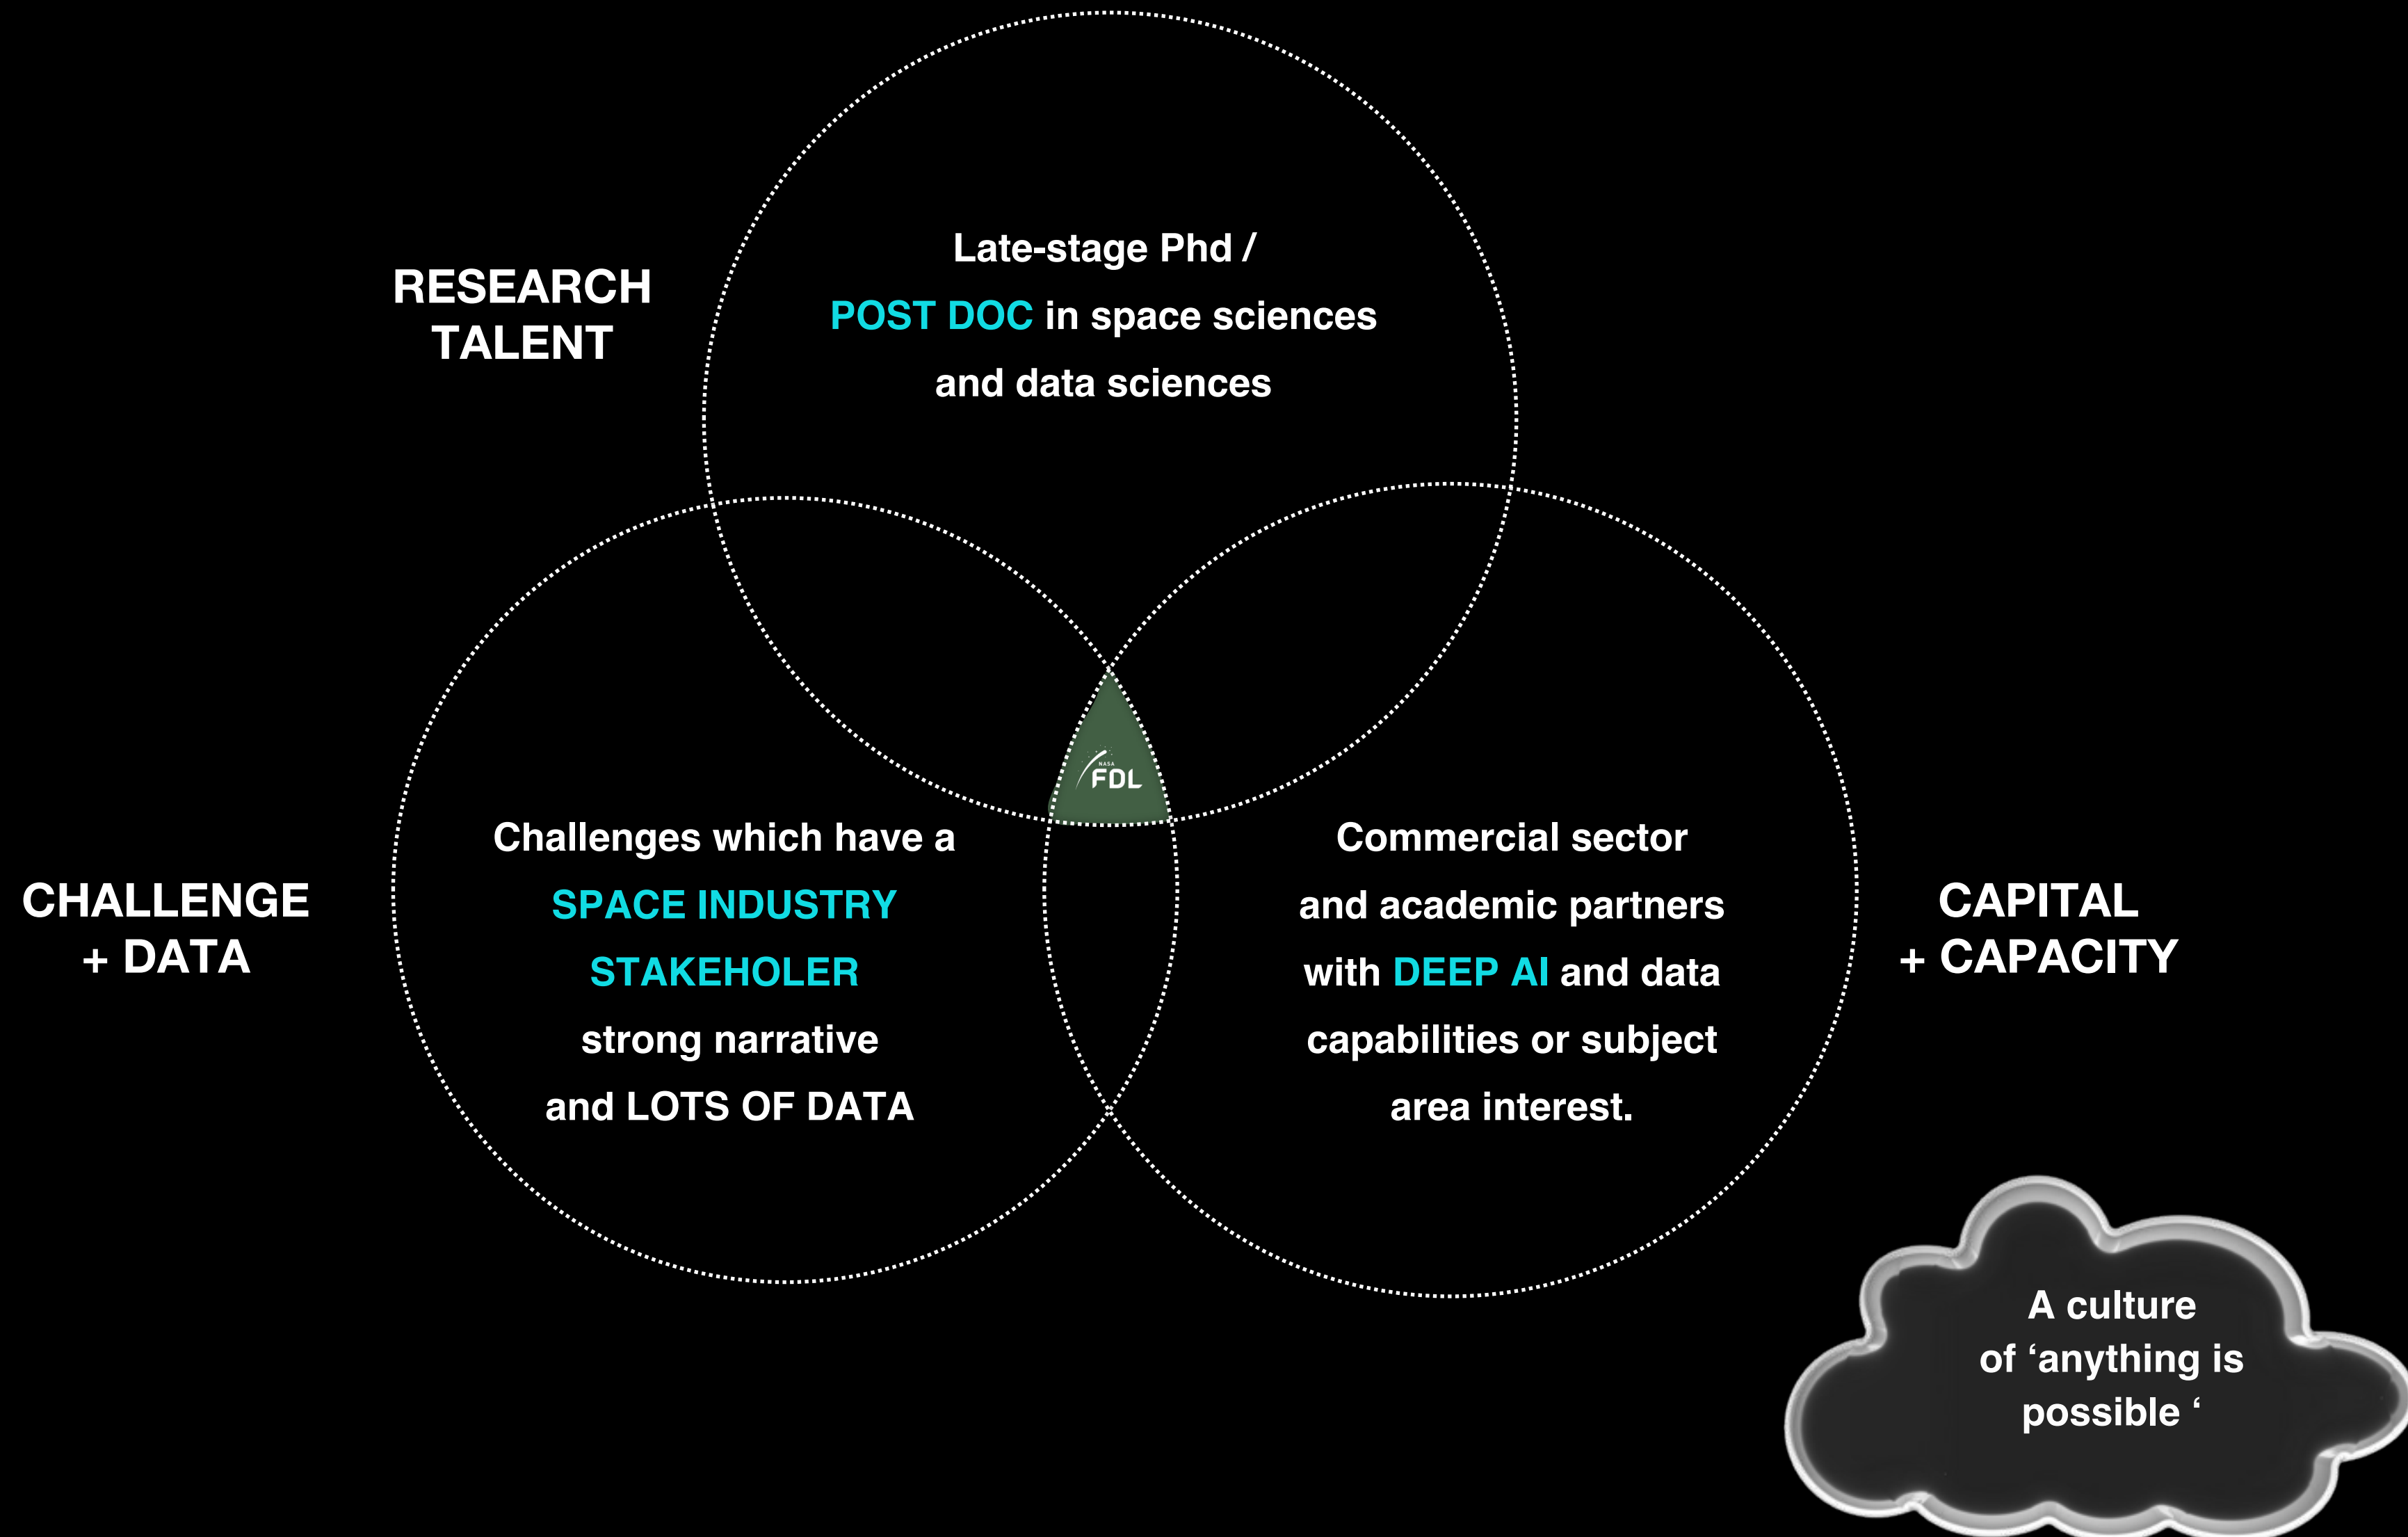 RESEARCH
TALENT
Late-stage Phd /
POST DOC in space sciences
and data sciences
NASA
FDL
CHALLENGE
+ DATA
Challenges which have a
SPACE INDUSTRY
STAKEHOLER
strong narrative
and LOTS OF DATA
Commercial sector
and academic partners
with DEEP AI and data
capabilities or subject
area interest.
CAPITAL
+ CAPACITY
A culture
of ‘anything is
possible ‘